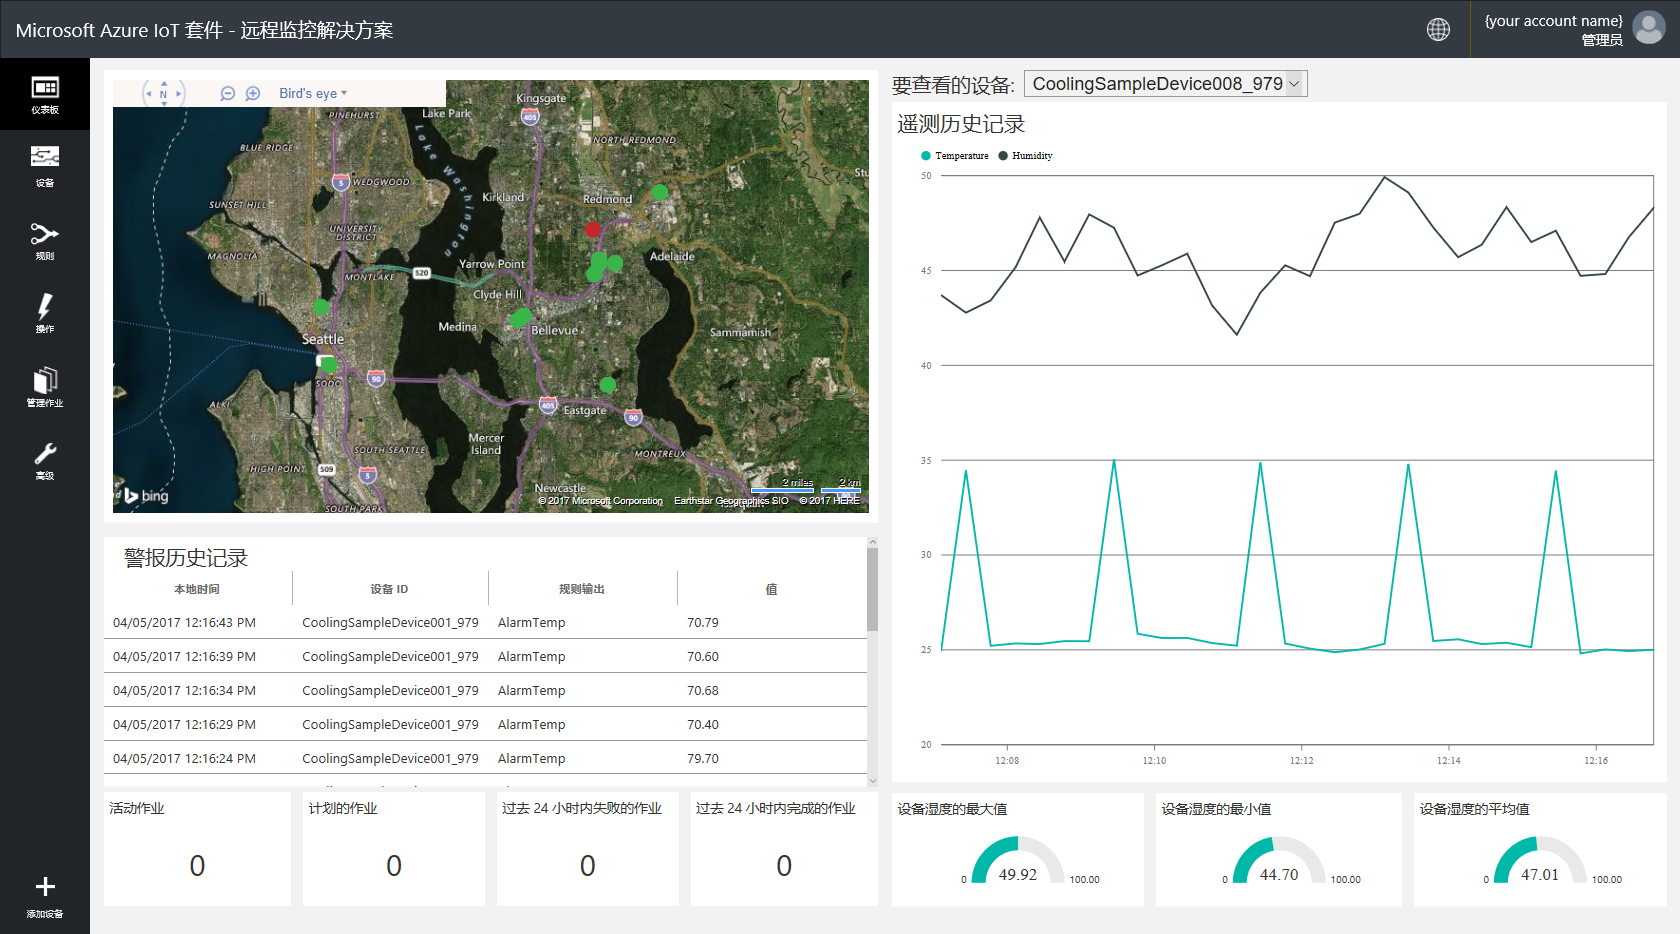 Microsoft Azure IoT 套件 - 远程监控解决方案
{your account name}
管理员
仪表板
设备
规则
操作
管理作业
高级
添加设备
N
Bird's eye
Kingsgate
405
PINEHURST
Lake Park
BLUE RIDGE
NORTH REDMOND
Lake Washington
5
WEDGWOOD
Kirkland
Redmond
SUNSET HILL
UNIVERSITY
DISTRICT
MAGNOLIA
Yarrow Point
Adelaide
MONTLAKE
520
Clyde Hill
Medina
Bellevue
Sammamish
Seattle
SODO
90
ALKI
405
Eastgate
90
Mercer
Island
SOUTH SEATTLE
MONTREUX
HIGH POINT
509
5
Newcastle
2 miles
2 km
bing
© 2017 Microsoft Corporation
Earthstar Geographics SIO
© 2017 HERE
SOUTH PARK
警报历史记录
本地时间 设备 ID 规则输出 值
04/05/2017 12:16:43 PM CoolingSampleDevice001_979 AlarmTemp 70.79
04/05/2017 12:16:39 PM CoolingSampleDevice001_979 AlarmTemp 70.60
04/05/2017 12:16:34 PM CoolingSampleDevice001_979 AlarmTemp 70.68
04/05/2017 12:16:29 PM CoolingSampleDevice001_979 AlarmTemp 70.40
04/05/2017 12:16:24 PM CoolingSampleDevice001_979 AlarmTemp 79.70
活动作业
0
计划的作业
0
过去 24 小时内失败的作业
0
过去 24 小时内完成的作业
0
要查看的设备: CoolingSampleDevice008_979
遥测历史记录
Temperature Humidity
50
45
40
35
30
25
20
12:08 12:10 12:12 12:14 12:16
设备湿度的最大值
0 49.92 100.00
设备湿度的最小值
0 44.70 100.00
设备湿度的平均值
0 47.01 100.00